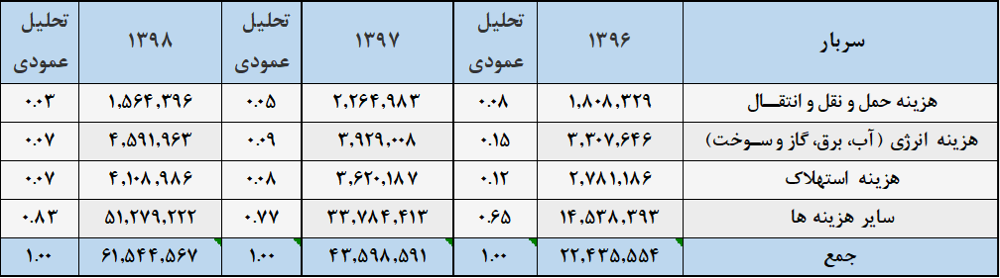 سربار ۱۳۹۶ تحلیل عمودی ۱۳۹۷ تحلیل عمودی ۱۳۹۸ تحلیل عمودی
هزینه حمل و نقل و انتقال ۱,۸۰۸,۳۲۹ ۰.۰۸ ۲,۲۶۴,۹۸۳ ۰.۰۵ ۱,۵۶۴,۳۹۶ ۰.۰۳
هزینه انرژی (آب، برق، گاز و سوخت) ۳,۳۰۷,۶۴۶ ۰.۱۵ ۳,۹۲۹,۰۰۸ ۰.۰۹ ۴,۵۹۱,۹۶۳ ۰.۰۷
هزینه استهلاک ۲,۷۸۱,۱۸۶ ۰.۱۲ ۳,۶۲۰,۱۸۷ ۰.۰۸ ۴,۱۰۸,۹۸۶ ۰.۰۷
سایر هزینه ها ۱۴,۵۳۸,۳۹۳ ۰.۶۵ ۳۳,۷۸۴,۴۱۳ ۰.۷۷ ۵۱,۲۷۹,۲۲۲ ۰.۸۳
جمع ۲۲,۴۳۵,۵۵۴ ۱.۰۰ ۴۳,۵۹۸,۵۹۱ ۱.۰۰ ۶۱,۵۴۴,۵۶۷ ۱.۰۰